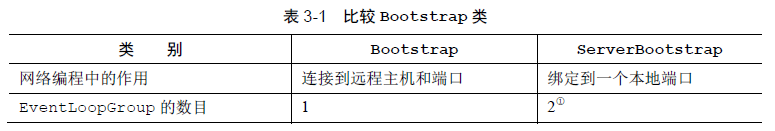 表 3-1 比较 Bootstrap 类
类 别 Bootstrap ServerBootstrap
网络编程中的作用 连接到远程主机和端口 绑定到一个本地端口
EventLoopGroup 的数目 1 2①